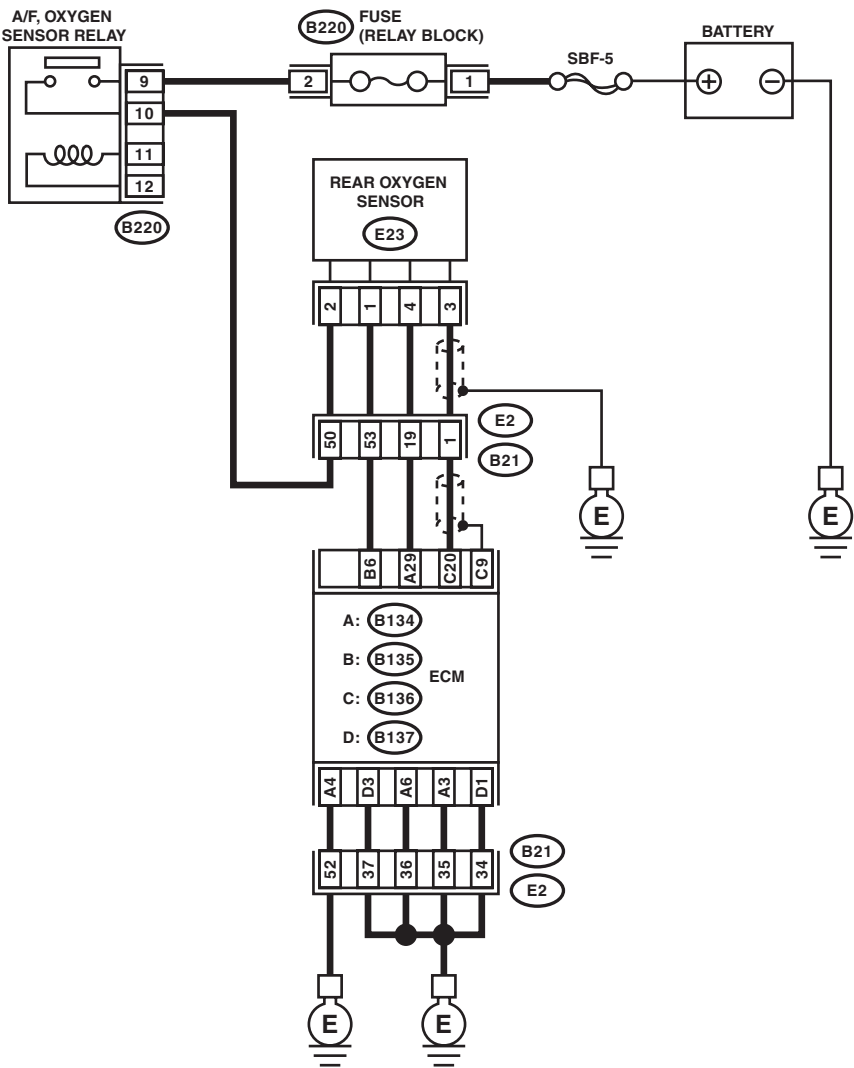 A/F, OXYGEN
SENSOR RELAY
B220
FUSE
(RELAY BLOCK)
SBF-5
BATTERY
9
2
1
+
−
10
11
12
B220
REAR OXYGEN
SENSOR
E23
2
1
4
3
50
53
19
1
E2
B21
E
E
B6
A29
C20
C9
A: B134
B: B135
ECM
C: B136
D: B137
A4
D3
A6
A3
D1
52
37
36
35
34
B21
E2
E
E